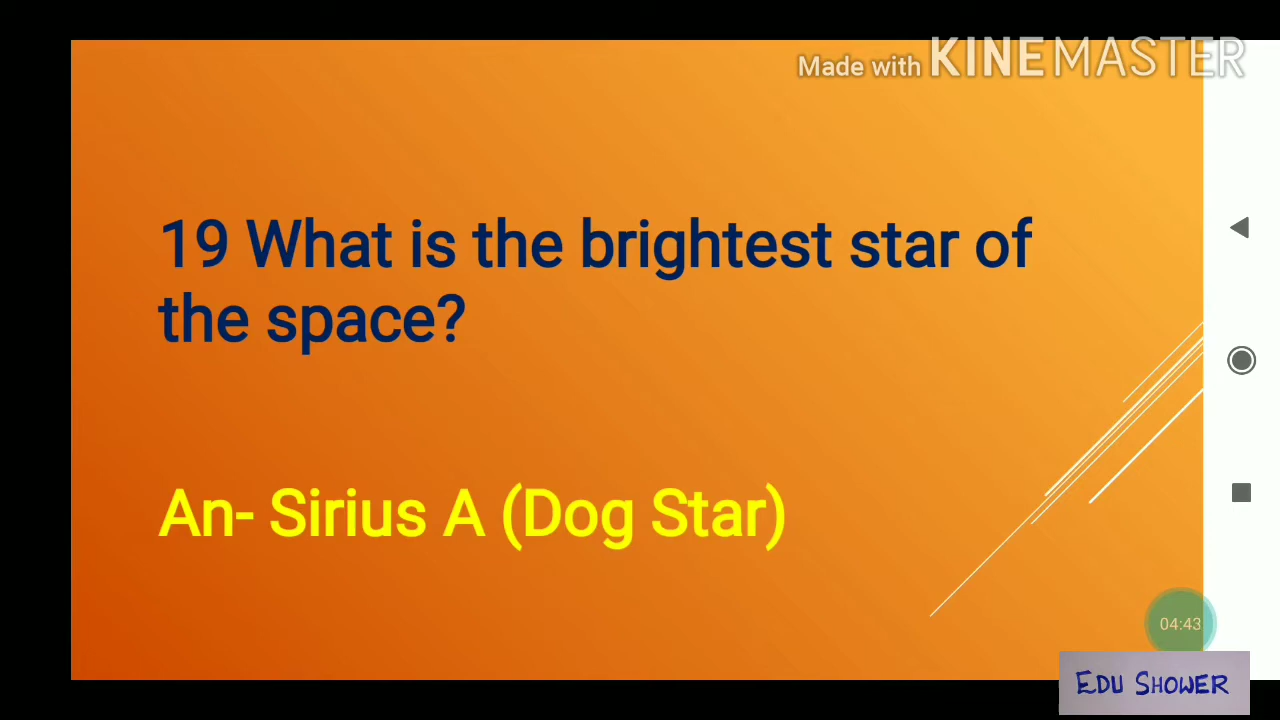 Made with KINEMASTER
19 What is the brightest star of
the space?
An- Sirius A (Dog Star)
04:43
EDU SHOWER